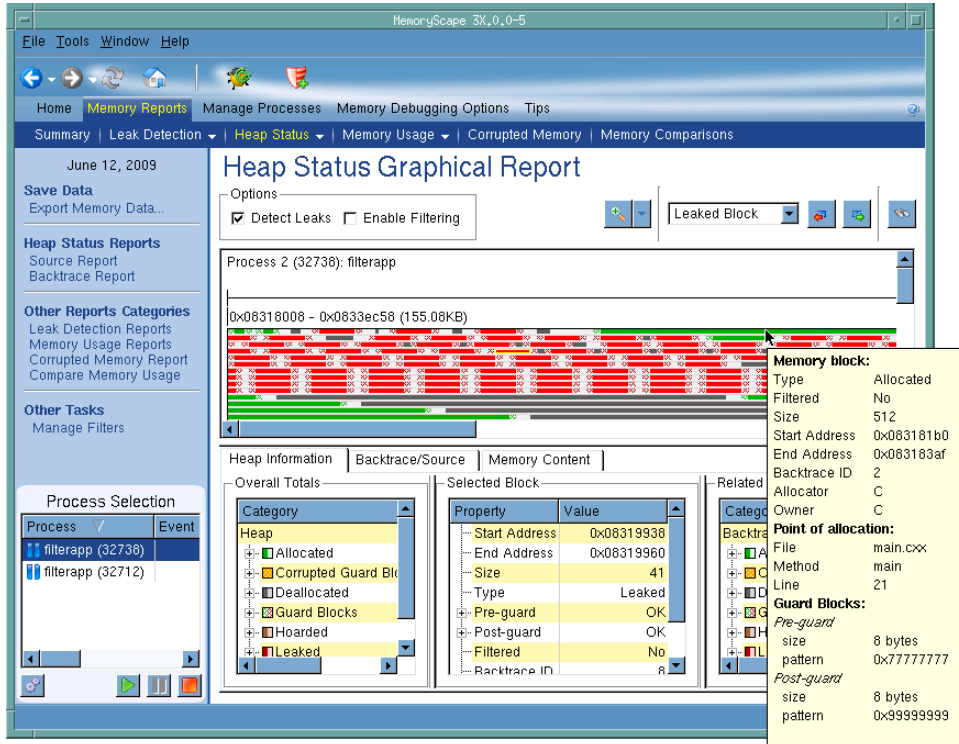 MemoryScape 3X.0.0-5
File Tools Window Help
Home Memory Reports Manage Processes Memory Debugging Options Tips
Summary | Leak Detection | Heap Status | Memory Usage | Corrupted Memory | Memory Comparisons
June 12, 2009
Save Data
Export Memory Data...
Heap Status Reports
Source Report
Backtrace Report
Other Reports Categories
Leak Detection Reports
Memory Usage Reports
Corrupted Memory Report
Compare Memory Usage
Other Tasks
Manage Filters
Process Selection
Process Event
filterapp (32738)
filterapp (32712)
Heap Status Graphical Report
Options
Detect Leaks Enable Filtering
Leaked Block
Process 2 (32738): filterapp
0x08318008 - 0x0833ec58 (155.08KB)
Heap Information Backtrace/Source Memory Content
Overall Totals
Category
Heap
Allocated
Corrupted Guard Blo
Deallocated
Guard Blocks
Hoarded
Leaked
Selected Block
Property Value
Start Address 0x08319938
End Address 0x08319960
Size 41
Type Leaked
Pre-guard OK
Post-guard OK
Filtered No
Backtrace ID 8
Related
Catego
Backtra
A
C
D
G
H
L
Memory block:
Type Allocated
Filtered No
Size 512
Start Address 0x083181b0
End Address 0x083183af
Backtrace ID 2
Allocator C
Owner C
Point of allocation:
File main.cxx
Method main
Line 21
Guard Blocks:
Pre-guard
size 8 bytes
pattern 0x77777777
Post-guard
size 8 bytes
pattern 0x99999999